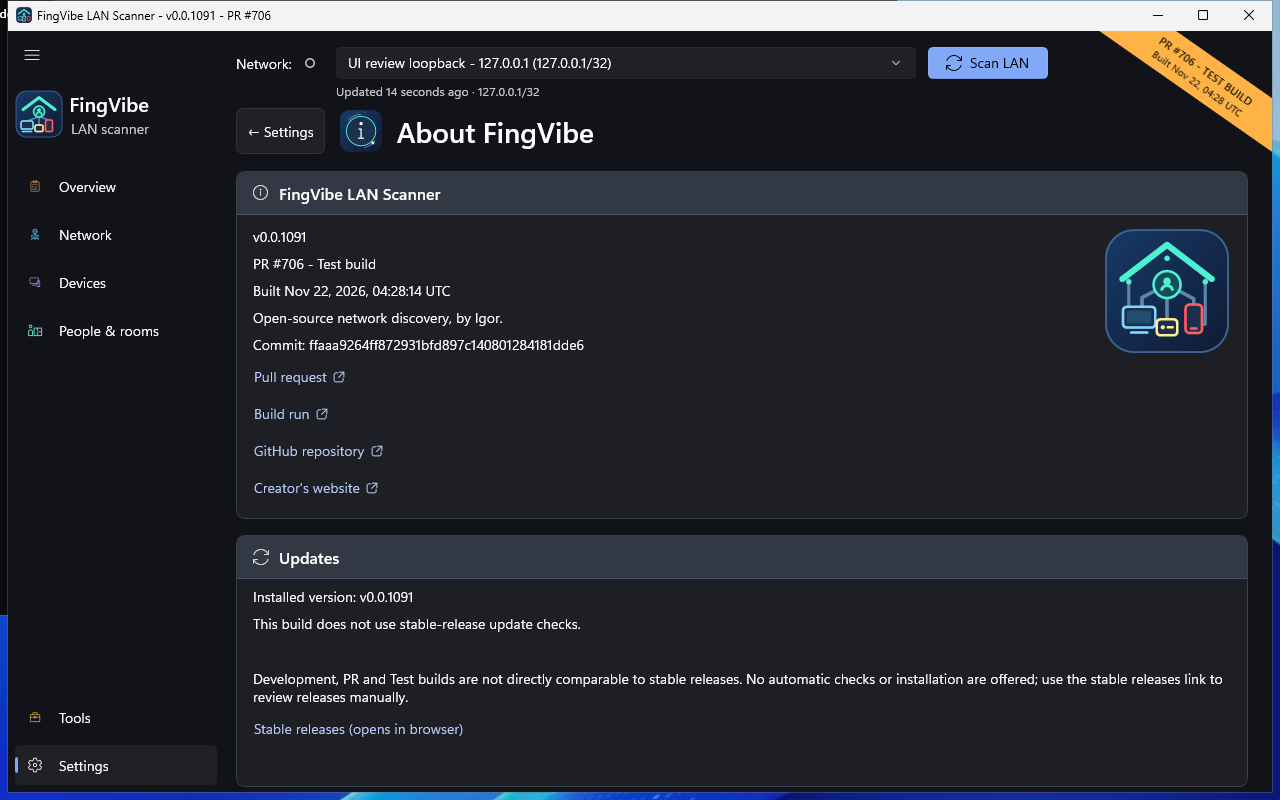 FingVibe LAN Scanner - v0.0.1091 - PR #706
Network:
UI review loopback - 127.0.0.1 (127.0.0.1/32)
Scan LAN
Updated 14 seconds ago · 127.0.0.1/32
PR #706 - TEST BUILD
Built Nov 22, 04:28 UTC
FingVibe
LAN scanner
Overview
Network
Devices
People & rooms
Tools
Settings
← Settings
About FingVibe
FingVibe LAN Scanner
v0.0.1091
PR #706 - Test build
Built Nov 22, 2026, 04:28:14 UTC
Open-source network discovery, by Igor.
Commit: ffaaa9264ff872931bfd897c140801284181dde6
Pull request
Build run
GitHub repository
Creator's website
Updates
Installed version: v0.0.1091
This build does not use stable-release update checks.
Development, PR and Test builds are not directly comparable to stable releases. No automatic checks or installation are offered; use the stable releases link to
review releases manually.
Stable releases (opens in browser)